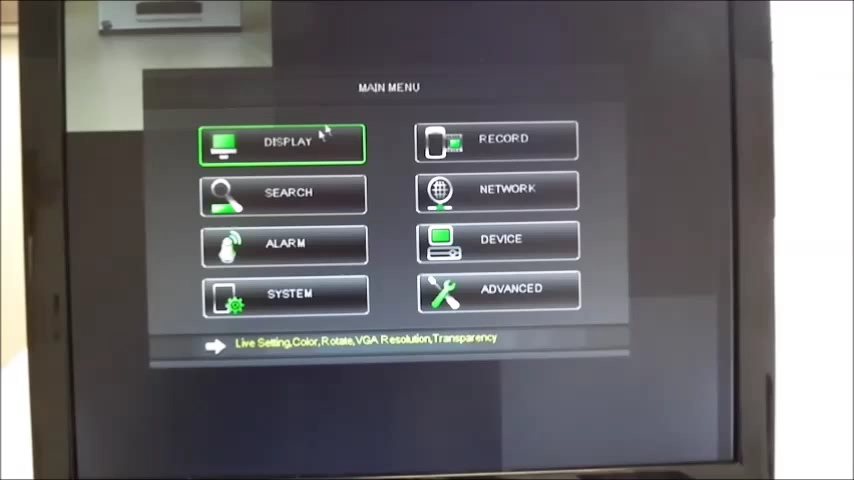 MAIN MENU
DISPLAY
RECORD
SEARCH
NETWORK
ALARM
DEVICE
SYSTEM
ADVANCED
Live Setting,Color,Rotate,VGA Resolution,Transparency